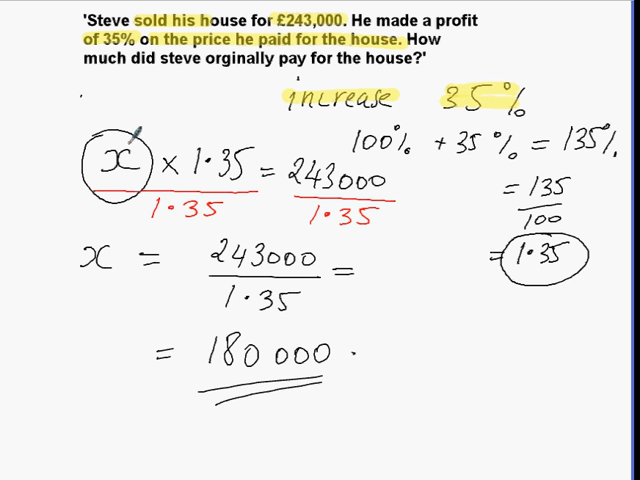 'Steve sold his house for £243,000. He made a profit
of 35% on the price he paid for the house. How
much did steve orginally pay for the house?'
increase 35%
100% + 35% = 135%
x × 1.35 = 243000
1.35 1.35
= 135
100
= 1.35
x = 243000 =
1.35
= 180 000.